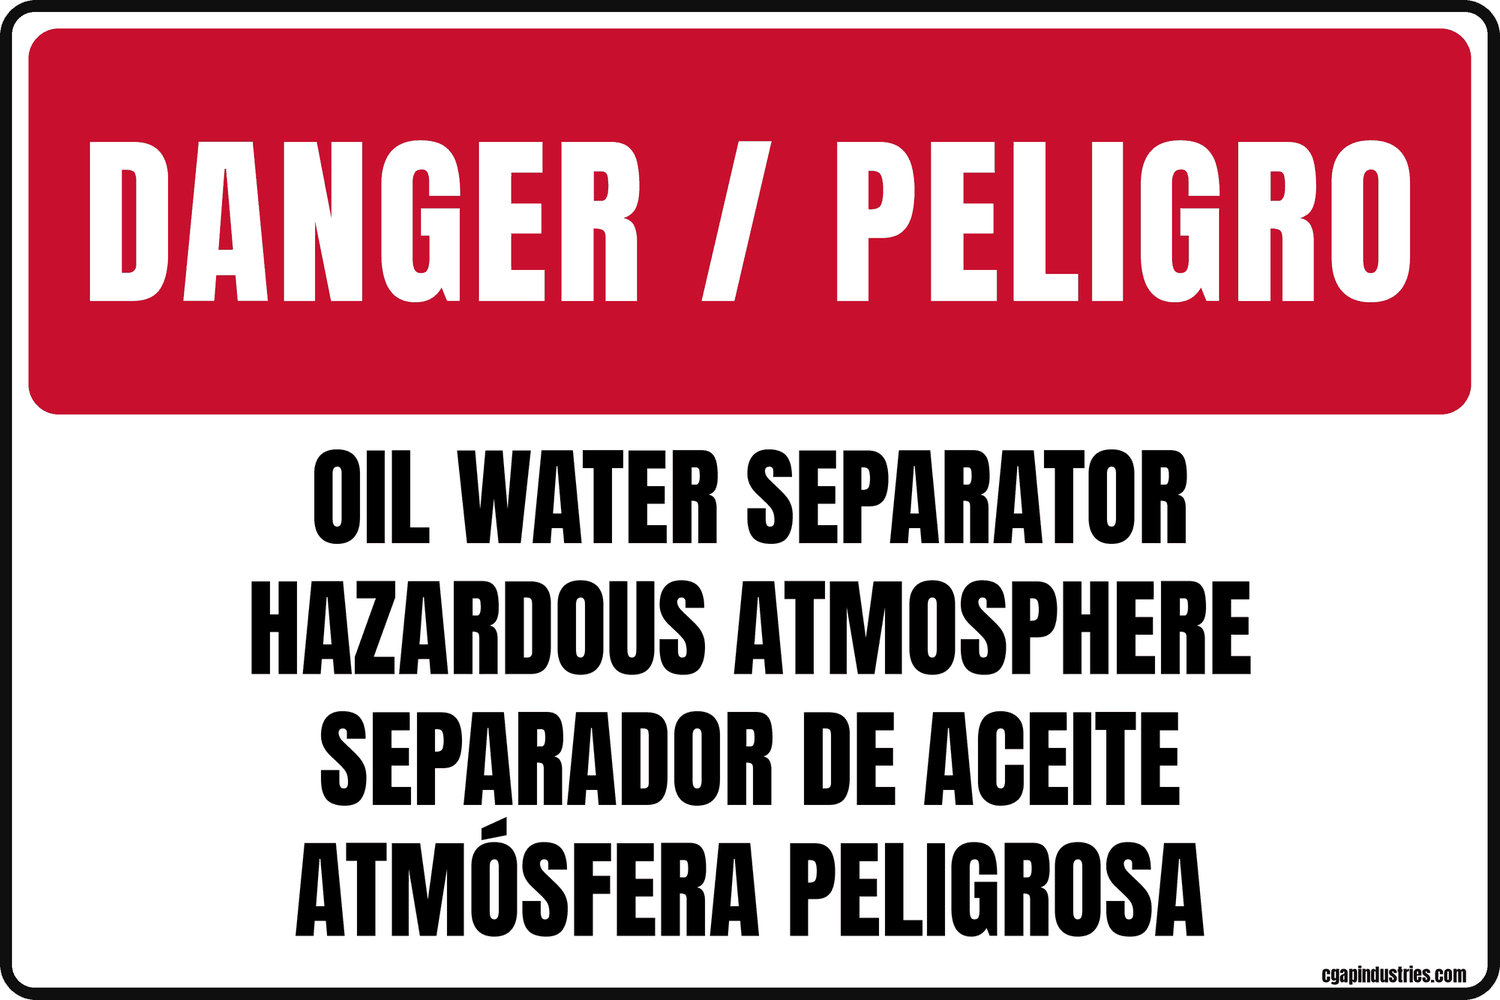 DANGER / PELIGRO
OIL WATER SEPARATOR
HAZARDOUS ATMOSPHERE
SEPARADOR DE ACEITE
ATMÓSFERA PELIGROSA
cgapindustries.com